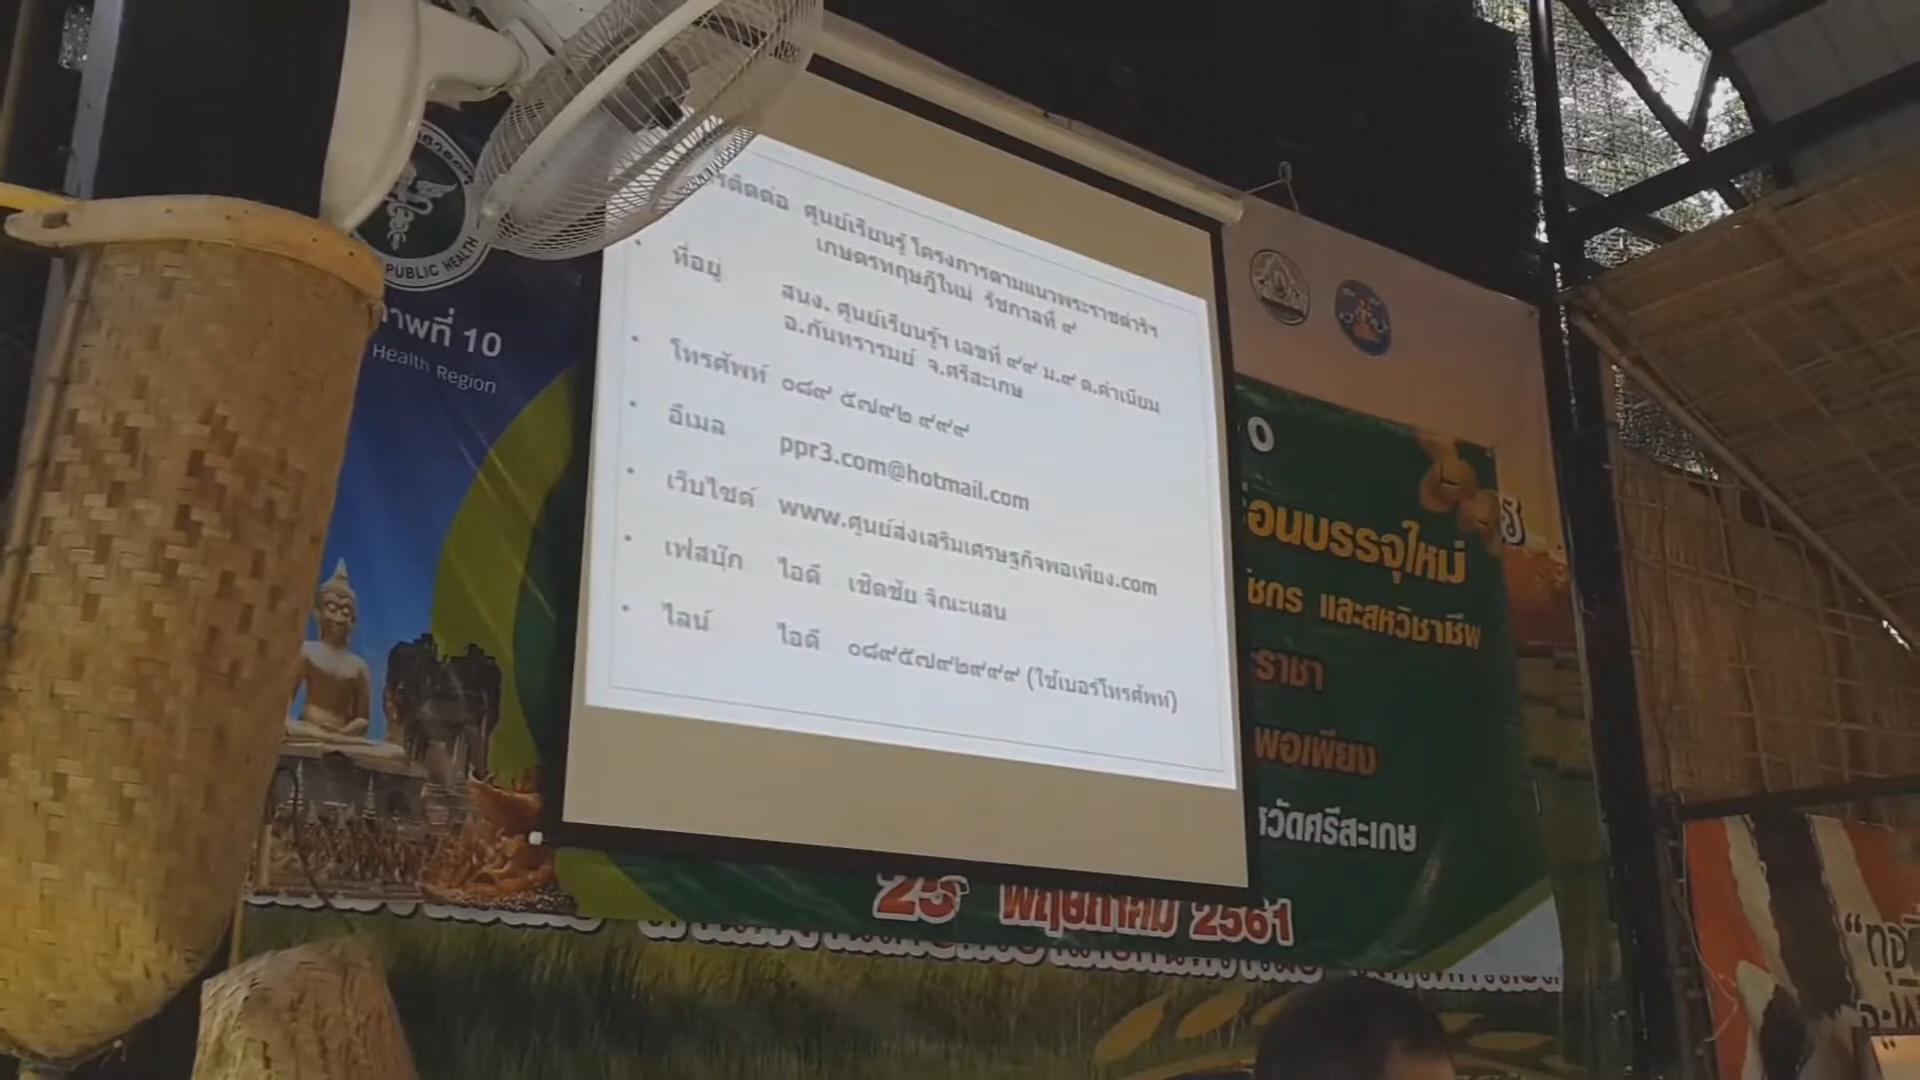 รติดต่อ ศูนย์เรียนรู้ โครงการตามแนวพระราชดำริฯ
เกษตรทฤษฎีใหม่ รัชกาลที่ ๙
ที่อยู่ สนง. ศูนย์เรียนรู้ฯ เลขที่ ๙๙ ม.๙ ต.คำเนียม
อ.กันทรารมย์ จ.ศรีสะเกษ
โทรศัพท์ ๐๘๙ ๕๗๙๒ ๙๙๙
อีเมล ppr3.com@hotmail.com
เว็บไซต์ www.ศูนย์ส่งเสริมเศรษฐกิจพอเพียง.com
เฟสบุ๊ก ไอดี เชิดชัย จิณะแสน
ไลน์ ไอดี ๐๘๙๕๗๙๒๙๙๙ (ใช้เบอร์โทรศัพท์)
PUBLIC HEALTH
าพที่ 10
Health Region
อนบรรจุใหม่
ชกร และสหวิชาชีพ
ราชา
พอเพียง
หวัดศรีสะเกษ
25 พฤษภาคม 2561